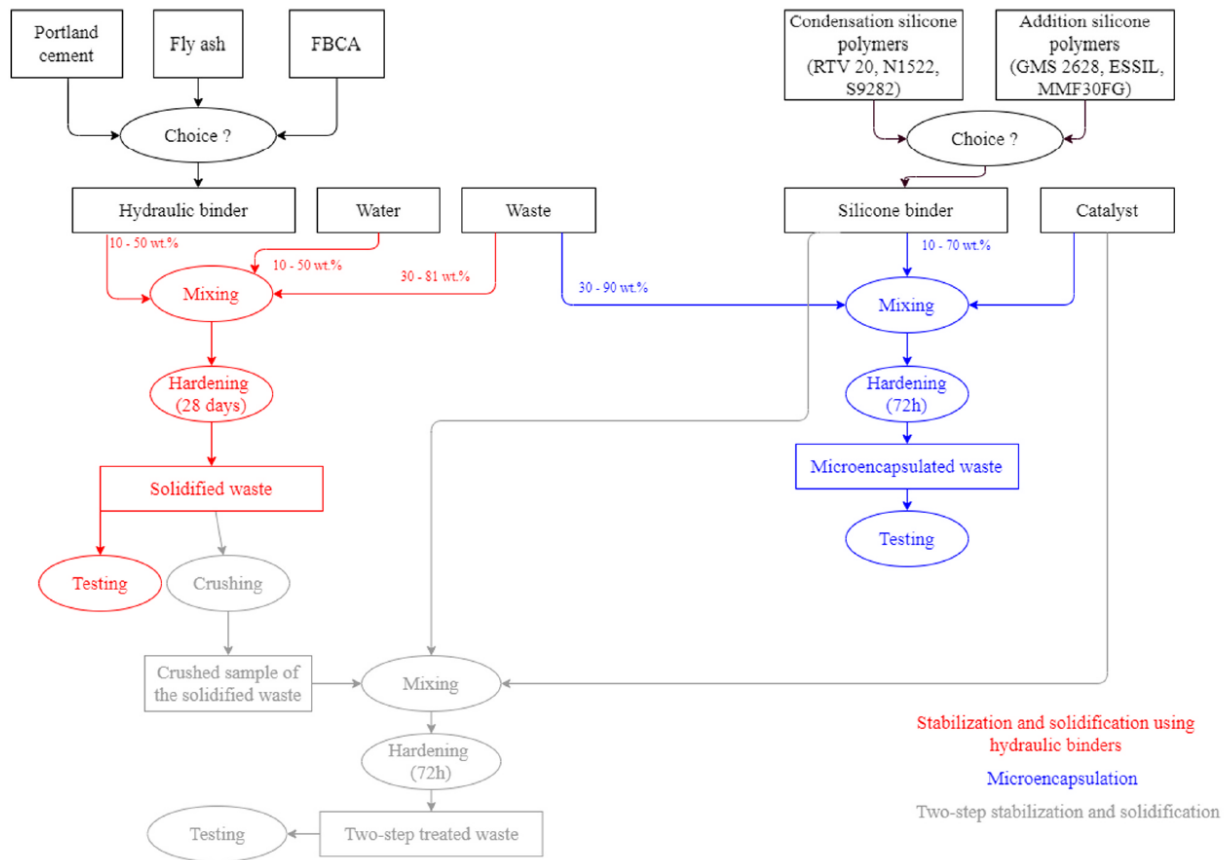 Portland
cement
Fly ash
FBCA
Condensation silicone
polymers
(RTV 20, N1522,
S9282)
Addition silicone
polymers
(GMS 2628, ESSIL,
MMF30FG)
Choice ?
Choice ?
Hydraulic binder
Water
Waste
Silicone binder
Catalyst
10 - 50 wt.%
10 - 50 wt.%
30 - 81 wt.%
30 - 90 wt.%
10 - 70 wt.%
Mixing
Mixing
Hardening
(28 days)
Hardening
(72h)
Solidified waste
Microencapsulated waste
Testing
Crushing
Testing
Crushed sample of
the solidified waste
Mixing
Hardening
(72h)
Testing
Two-step treated waste
Stabilization and solidification using
hydraulic binders
Microencapsulation
Two-step stabilization and solidification